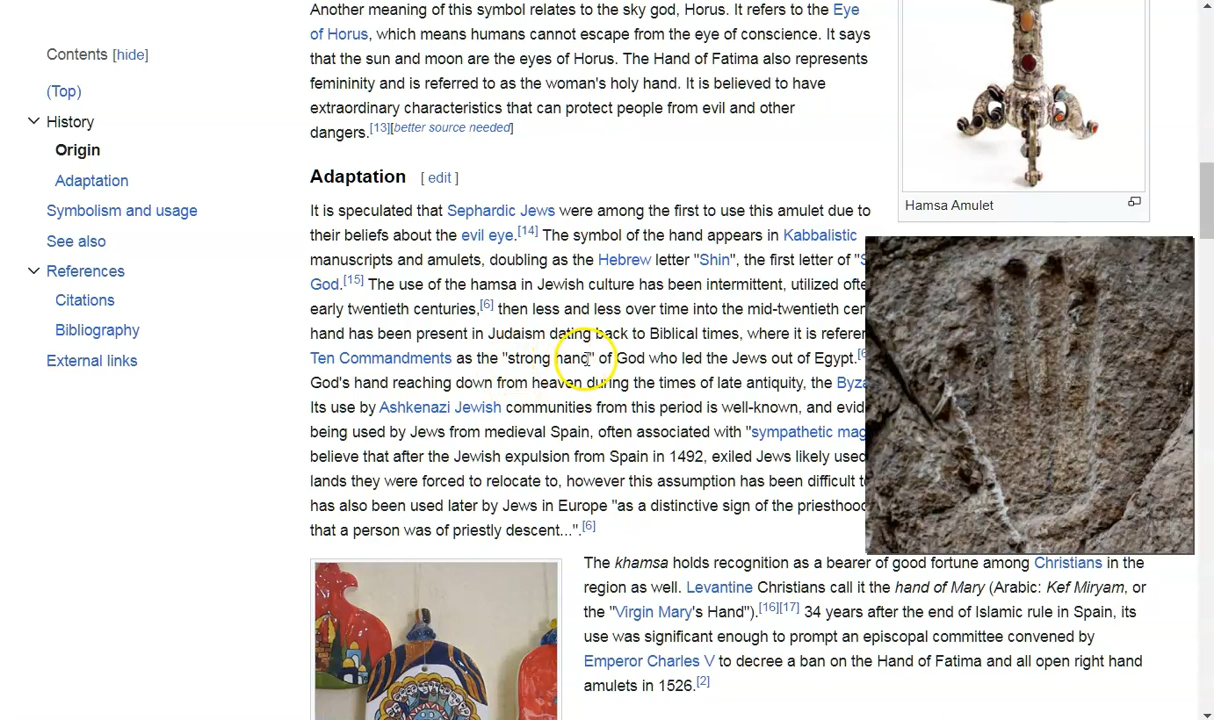 Another meaning of this symbol relates to the sky god, Horus. It refers to the Eye
of Horus, which means humans cannot escape from the eye of conscience. It says
that the sun and moon are the eyes of Horus. The Hand of Fatima also represents
femininity and is referred to as the woman's holy hand. It is believed to have
extraordinary characteristics that can protect people from evil and other
dangers.[13][better source needed]
Contents [hide]
(Top)
History
Origin
Adaptation
Symbolism and usage
See also
References
Citations
Bibliography
External links
Hamsa Amulet
Adaptation [ edit ]
It is speculated that Sephardic Jews were among the first to use this amulet due to
their beliefs about the evil eye.[14] The symbol of the hand appears in Kabbalistic
manuscripts and amulets, doubling as the Hebrew letter "Shin", the first letter of "S
God.[15] The use of the hamsa in Jewish culture has been intermittent, utilized ofte
early twentieth centuries,[6] then less and less over time into the mid-twentieth cen
hand has been present in Judaism dating back to Biblical times, where it is referen
Ten Commandments as the "strong hand" of God who led the Jews out of Egypt.[6
God's hand reaching down from heaven during the times of late antiquity, the Byza
Its use by Ashkenazi Jewish communities from this period is well-known, and evid
being used by Jews from medieval Spain, often associated with "sympathetic mag
believe that after the Jewish expulsion from Spain in 1492, exiled Jews likely used
lands they were forced to relocate to, however this assumption has been difficult t
has also been used later by Jews in Europe "as a distinctive sign of the priesthood
that a person was of priestly descent...".[6]
The khamsa holds recognition as a bearer of good fortune among Christians in the
region as well. Levantine Christians call it the hand of Mary (Arabic: Kef Miryam, or
the "Virgin Mary's Hand").[16][17] 34 years after the end of Islamic rule in Spain, its
use was significant enough to prompt an episcopal committee convened by
Emperor Charles V to decree a ban on the Hand of Fatima and all open right hand
amulets in 1526.[2]